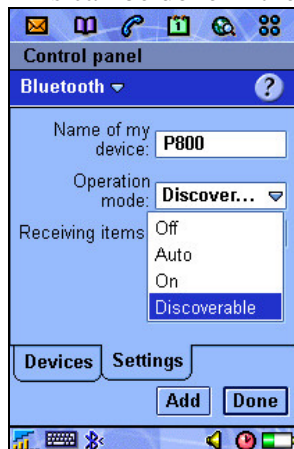 1
Control panel
Bluetooth
?
Name of my
device: P800
Operation
mode: Discover...
Receiving items
Off
Auto
On
Discoverable
Devices Settings
Add Done